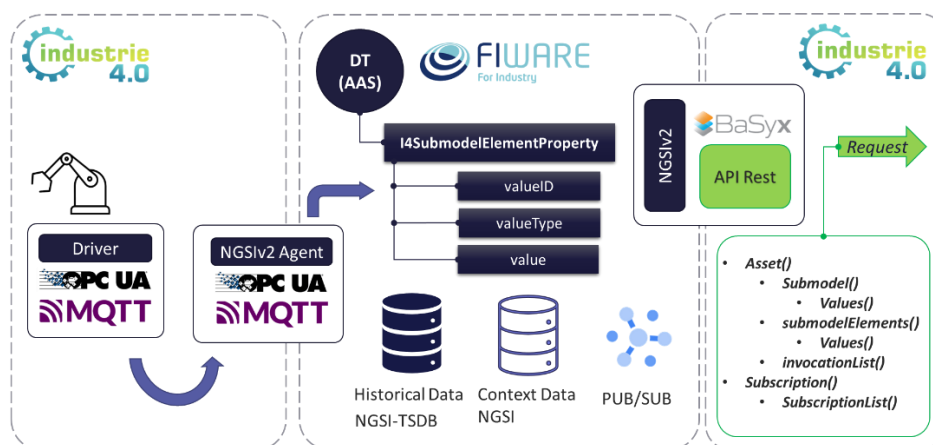 industrie
4.0
Driver
OPC UA
MQTT
NGSIv2 Agent
OPC UA
MQTT
DT
(AAS)
FIWARE
For Industry
I4SubmodelElementProperty
valueID
valueType
value
Historical Data
NGSI-TSDB
Context Data
NGSI
PUB/SUB
NGSIv2
BaSyx
API Rest
industrie
4.0
Request
• Asset()
• Submodel()
• Values()
• submodelElements()
• Values()
• invocationList()
• Subscription()
• SubscriptionList()